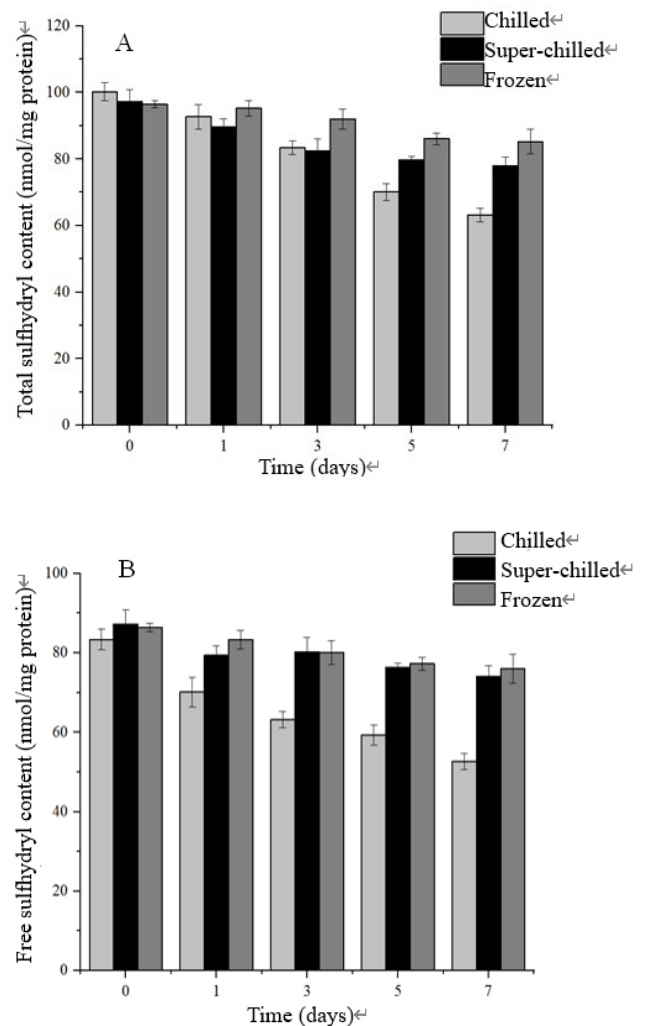 A
Chilled↵
Super-chilled↵
Frozen↵
Total sulfhydryl content (nmol/mg protein)↵
120
100
80
60
40
20
0
0 1 3 5 7
Time (days)↵
B
Chilled↵
Super-chilled↵
Frozen↵
Free sulfhydryl content (nmol/mg protein)↵
100
80
60
40
20
0
0 1 3 5 7
Time (days)↵